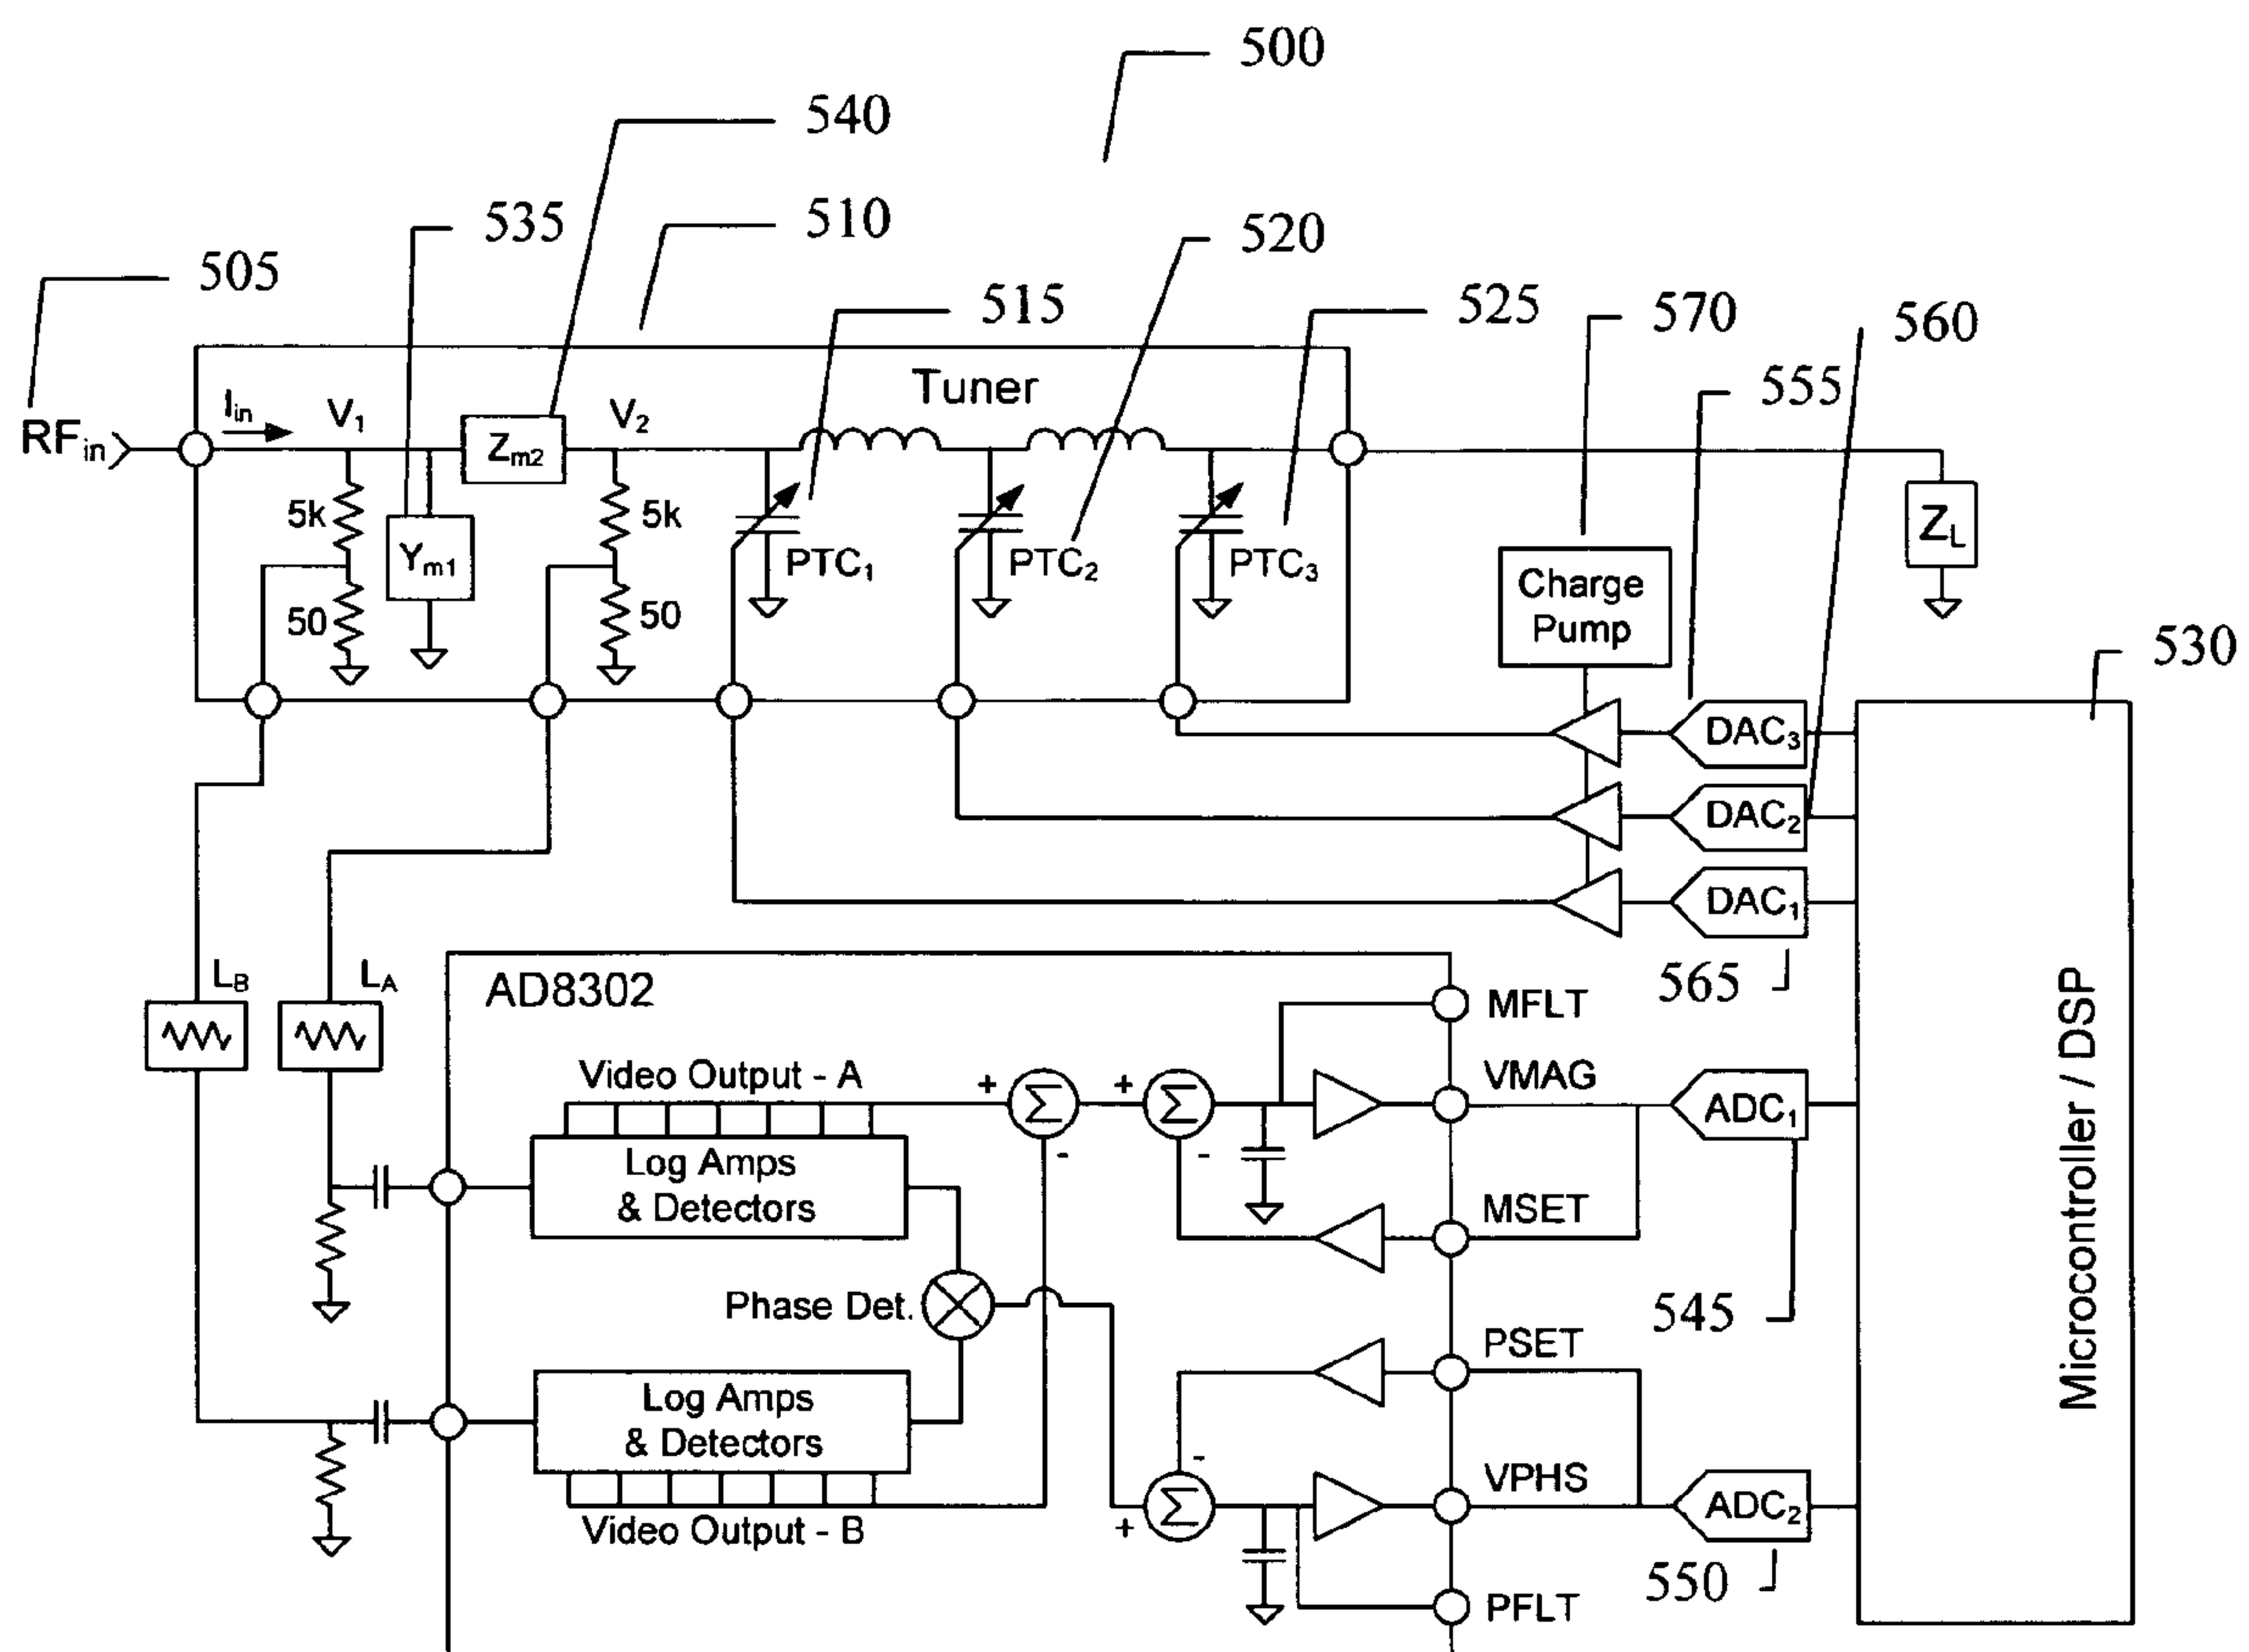 500
540
535
510
520
505
515
525
570
560
555
Tuner
RFin
Iin
V1
Zm2
V2
5k
Ym1
50
5k
50
PTC1
PTC2
PTC3
ZL
Charge
Pump
530
DAC3
DAC2
DAC1
565
LB
LA
AD8302
MFLT
Video Output - A
+
+
VMAG
ADC1
Σ
Σ
-
-
Log Amps
& Detectors
MSET
Microcontroller / DSP
Phase Det.
545
PSET
Log Amps
& Detectors
-
VPHS
ADC2
Σ
+
Video Output - B
550
PFLT